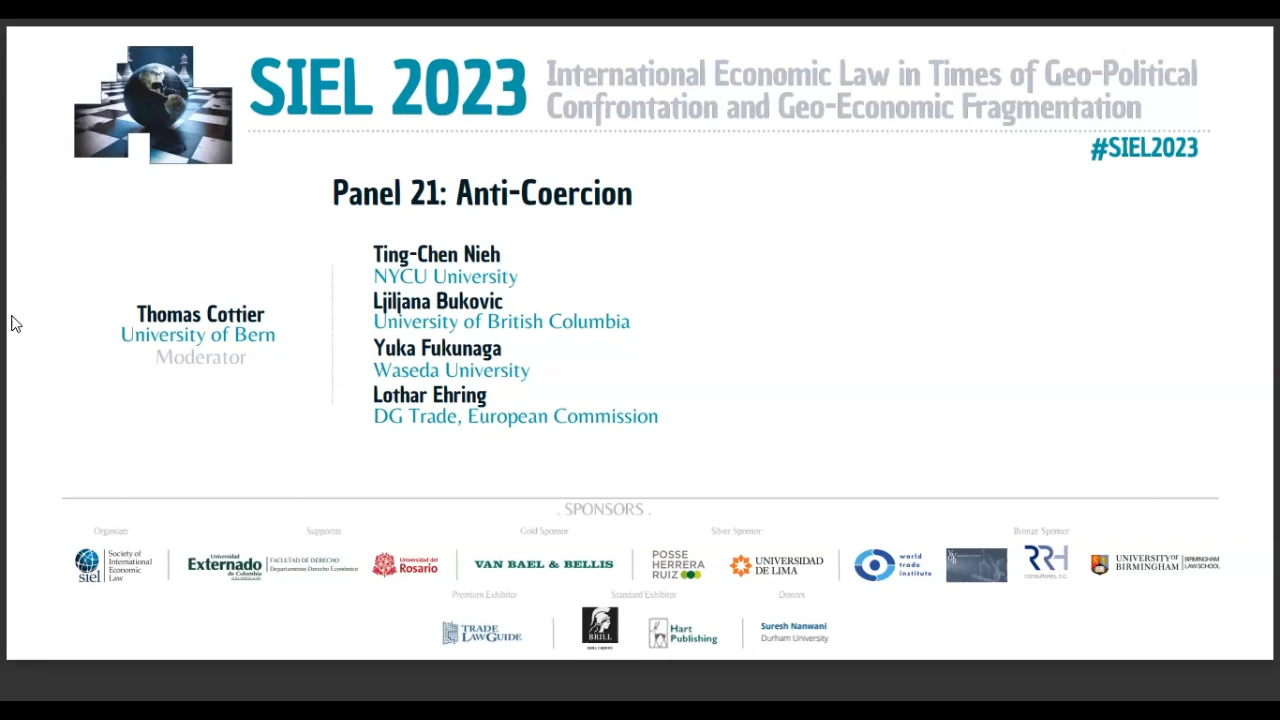 SIEL 2023
International Economic Law in Times of Geo-Political
Confrontation and Geo-Economic Fragmentation
#SIEL2023
Panel 21: Anti-Coercion
Thomas Cottier
University of Bern
Moderator
Ting-Chen Nieh
NYCU University
Ljiljana Bukovic
University of British Columbia
Yuka Fukunaga
Waseda University
Lothar Ehring
DG Trade, European Commission
. SPONSORS .
Organizer
siel
Society of
International
Economic
Law
Supporter
Universidad
Externado
de Colombia
FACULTAD DE DERECHO
Departamento Derecho Económico
Universidad del
Rosario
Gold Sponsor
VAN BAEL & BELLIS
POSSE
HERRERA
RUIZ
Silver Sponsor
UNIVERSIDAD
DE LIMA
world
trade
institute
Bronze Sponsor
RRH
consultores, s.c.
UNIVERSITY OF
BIRMINGHAM
BIRMINGHAM
LAW SCHOOL
Premium Exhibitor
TRADE
LAWGUIDE
Standard Exhibitor
BRILL
Hart
Publishing
Donors
Suresh Nanwani
Durham University